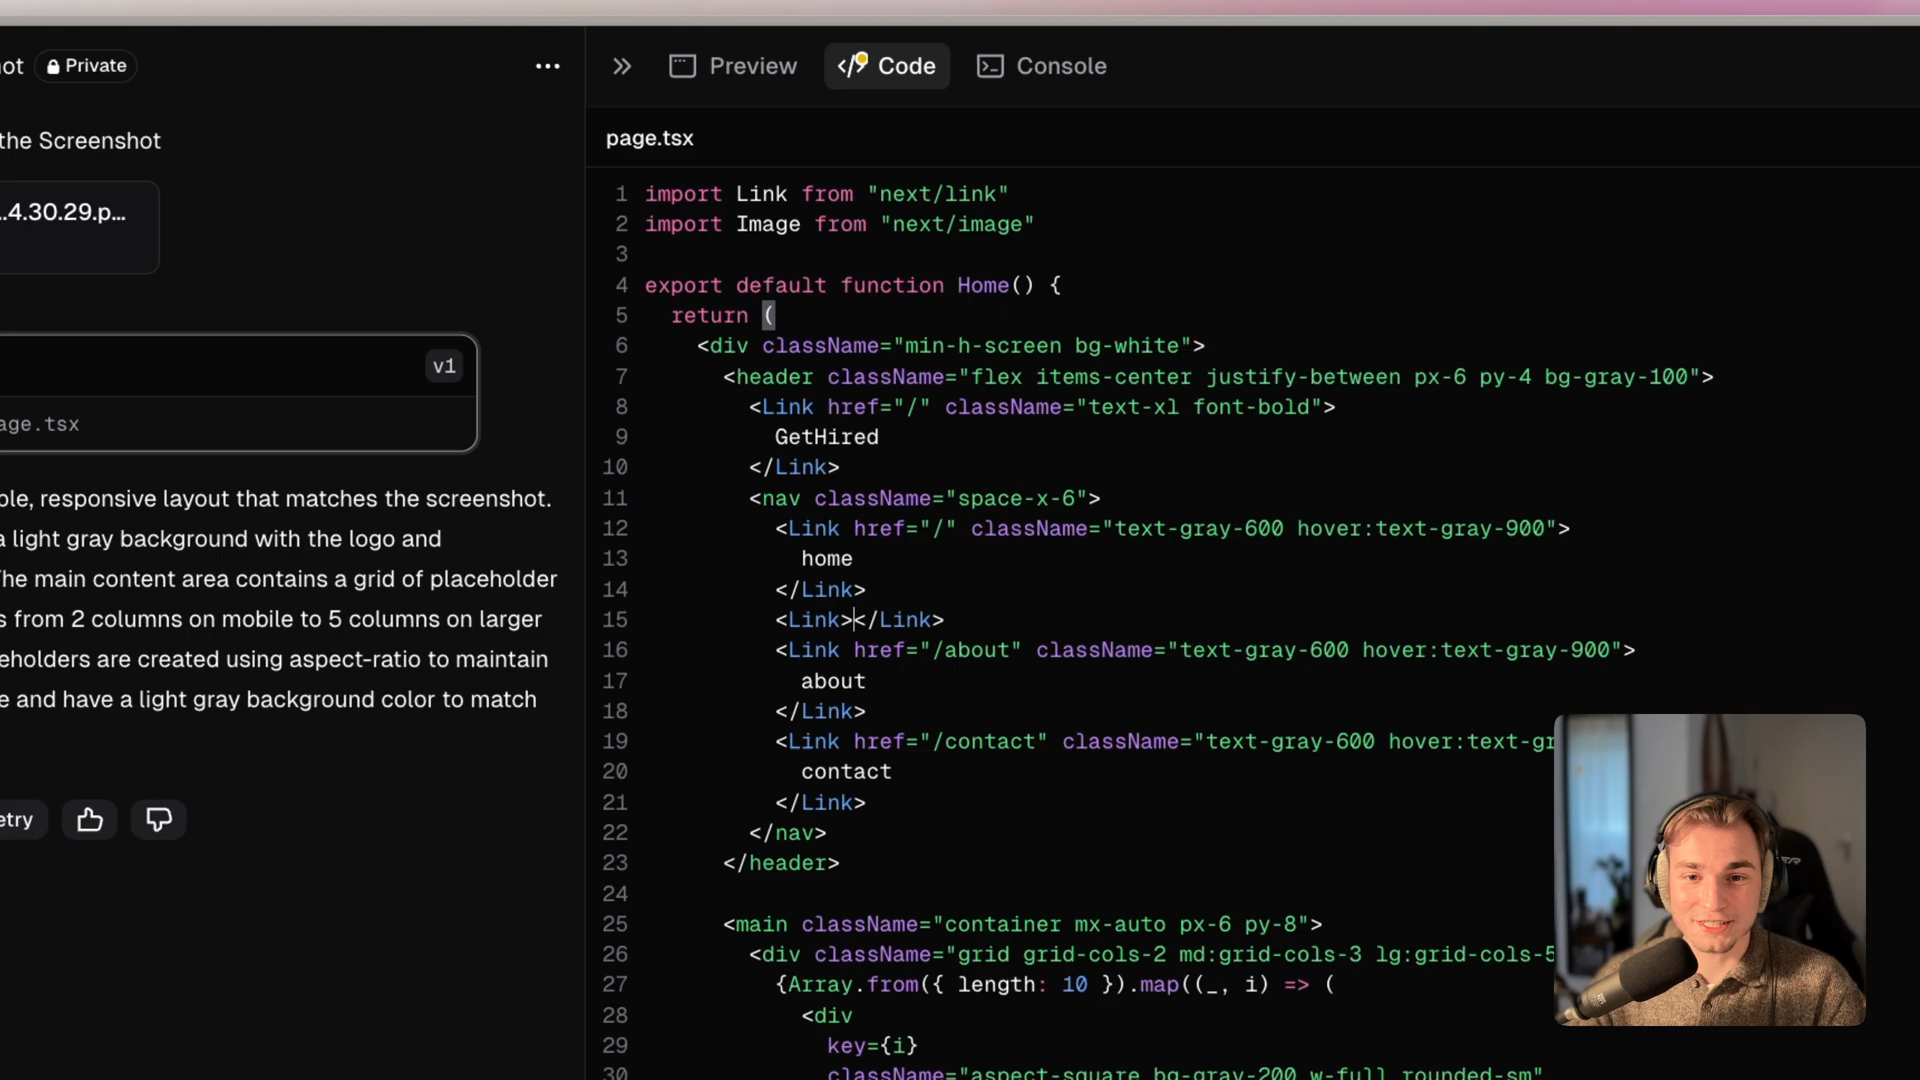 ot Private
the Screenshot
.4.30.29.p...
v1
age.tsx
ole, responsive layout that matches the screenshot.
a light gray background with the logo and
The main content area contains a grid of placeholder
s from 2 columns on mobile to 5 columns on larger
eholders are created using aspect-ratio to maintain
e and have a light gray background color to match
etry
Preview Code Console
page.tsx
1 import Link from "next/link"
2 import Image from "next/image"
3
4 export default function Home() {
5 return (
6 <div className="min-h-screen bg-white">
7 <header className="flex items-center justify-between px-6 py-4 bg-gray-100">
8 <Link href="/" className="text-xl font-bold">
9 GetHired
10 </Link>
11 <nav className="space-x-6">
12 <Link href="/" className="text-gray-600 hover:text-gray-900">
13 home
14 </Link>
15 <Link></Link>
16 <Link href="/about" className="text-gray-600 hover:text-gray-900">
17 about
18 </Link>
19 <Link href="/contact" className="text-gray-600 hover:text-gr
20 contact
21 </Link>
22 </nav>
23 </header>
24
25 <main className="container mx-auto px-6 py-8">
26 <div className="grid grid-cols-2 md:grid-cols-3 lg:grid-cols-5
27 {Array.from({ length: 10 }).map((_, i) => (
28 <div
29 key={i}
30 className="aspect-square bg-gray-200 w-full rounded-sm"